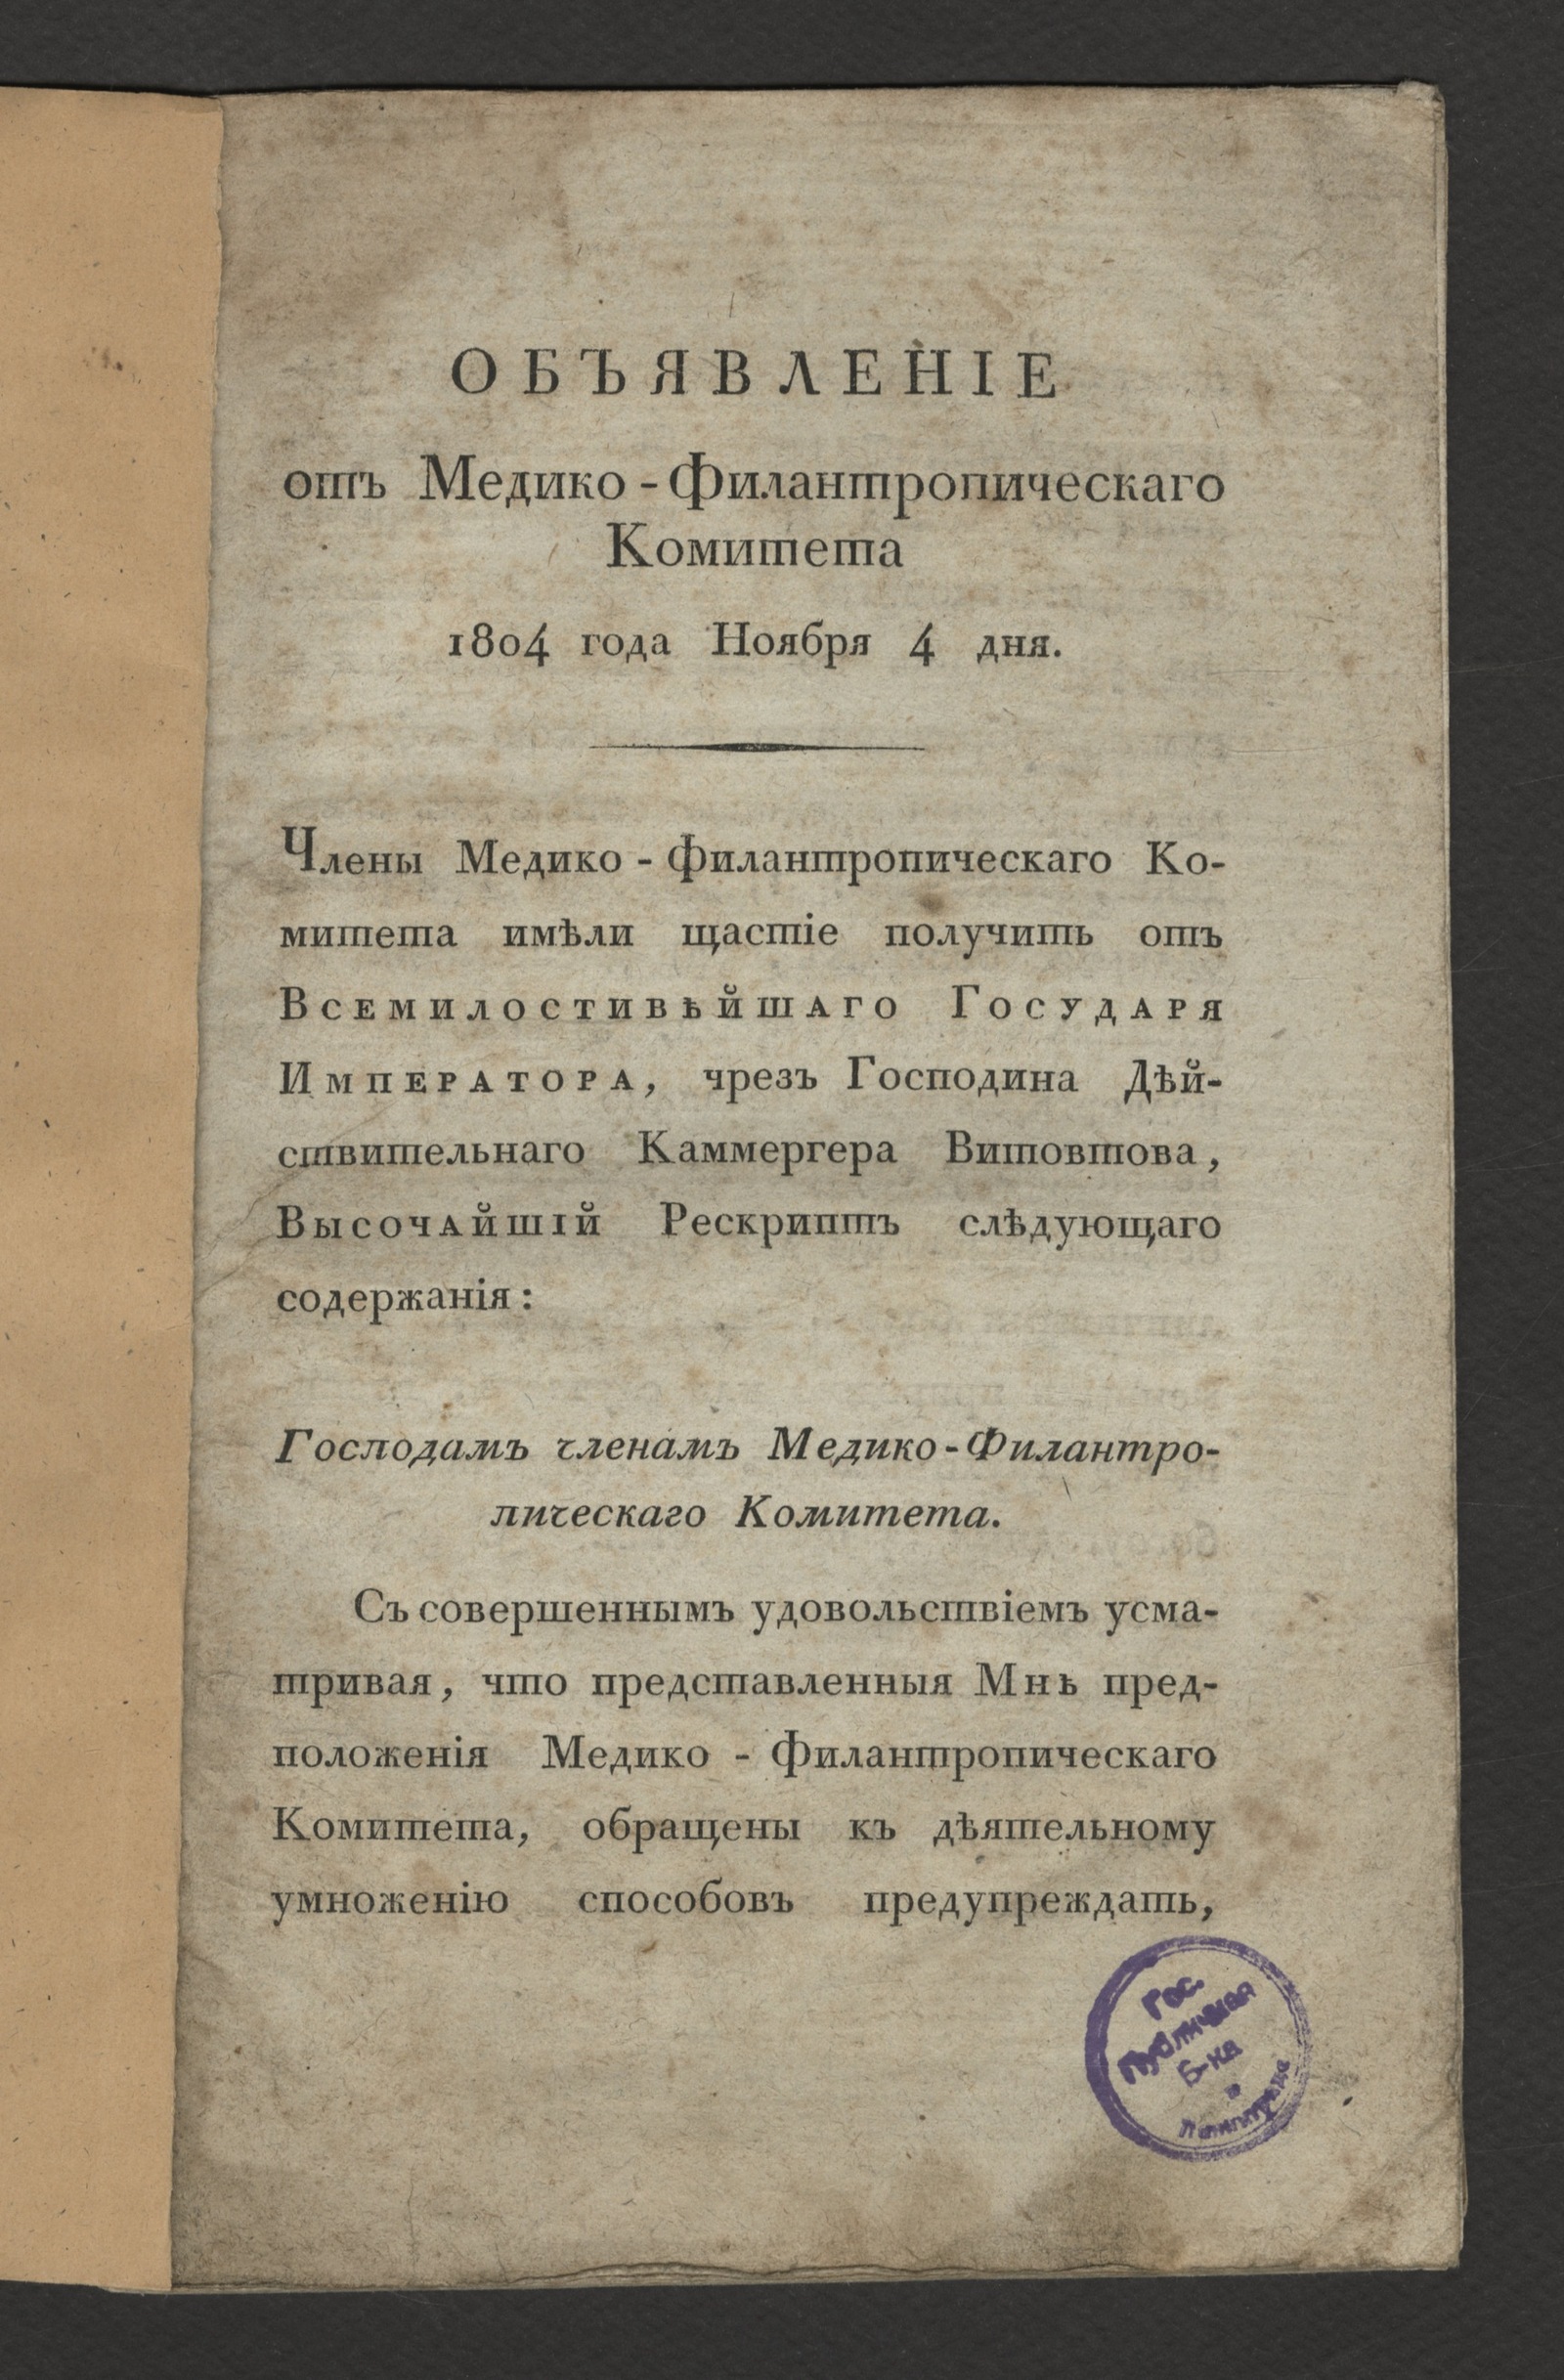 ОБЪЯВЛЕНІЕ
отъ Медико-Филантропическаго
Комитета
1804 года Ноября 4 дня.
Члены Медико-Филантропическаго Ко-
митета имѣли щастіе получить отъ
Всемилостивѣйшаго Государя
Императора, чрезъ Господина Дѣй-
ствительнаго Каммергера Витовтова,
Высочайшій Рескриптъ слѣдующаго
содержанія:
Господамъ членамъ Медико-Филантро-
пическаго Комитета.
Съ совершеннымъ удовольствіемъ усма-
тривая, что представленныя Мнѣ пред-
положенія Медико-Филантропическаго
Комитета, обращены къ дѣятельному
умноженію способовъ предупреждать,
Гос.
Публичная
Б-ка
в
Ленинграде